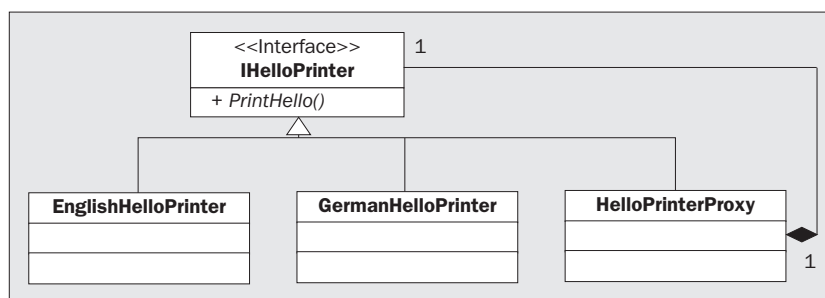 <<Interface>>
IHelloPrinter
1
+ PrintHello()
EnglishHelloPrinter
GermanHelloPrinter
HelloPrinterProxy
1